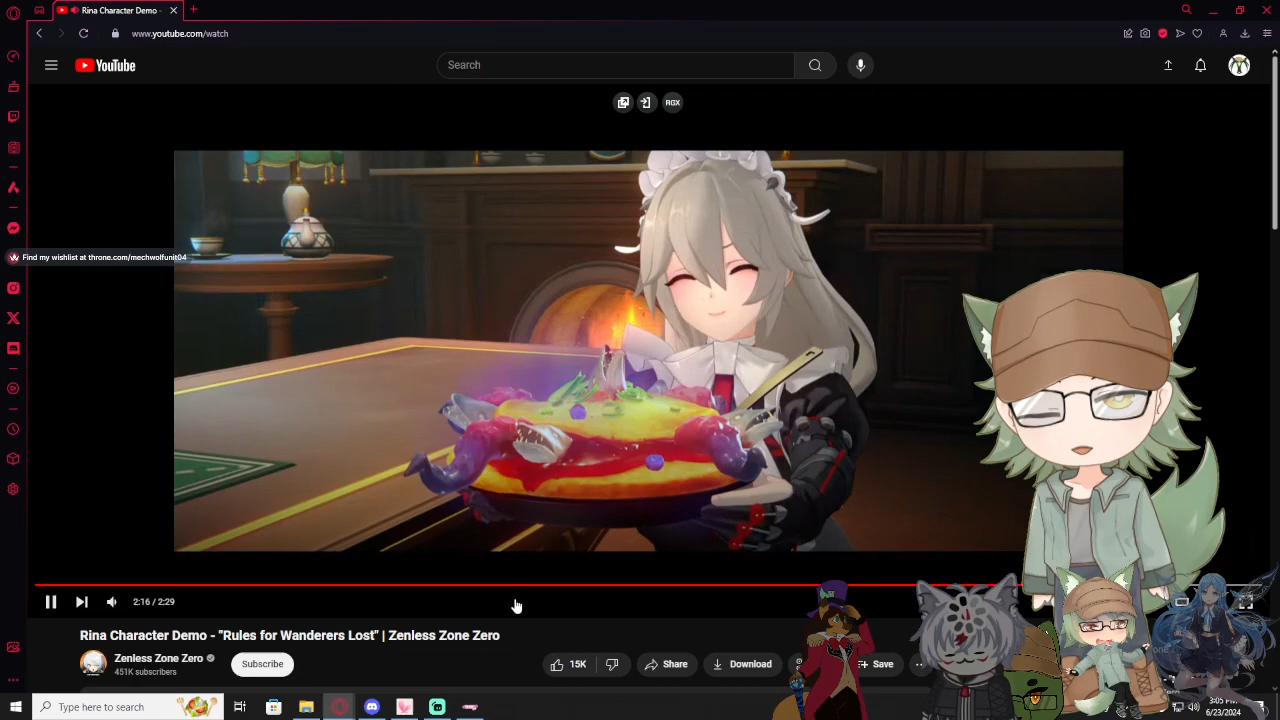 Rina Character Demo -
www.youtube.com/watch
YouTube
Search
RGX
Find my wishlist at throne.com/mechwolfunit04
2:16 / 2:29
Rina Character Demo - "Rules for Wanderers Lost" | Zenless Zone Zero
Zenless Zone Zero
451K subscribers
Subscribe
15K
Share
Download
Save
Type here to search
3:05 PM
6/23/2024